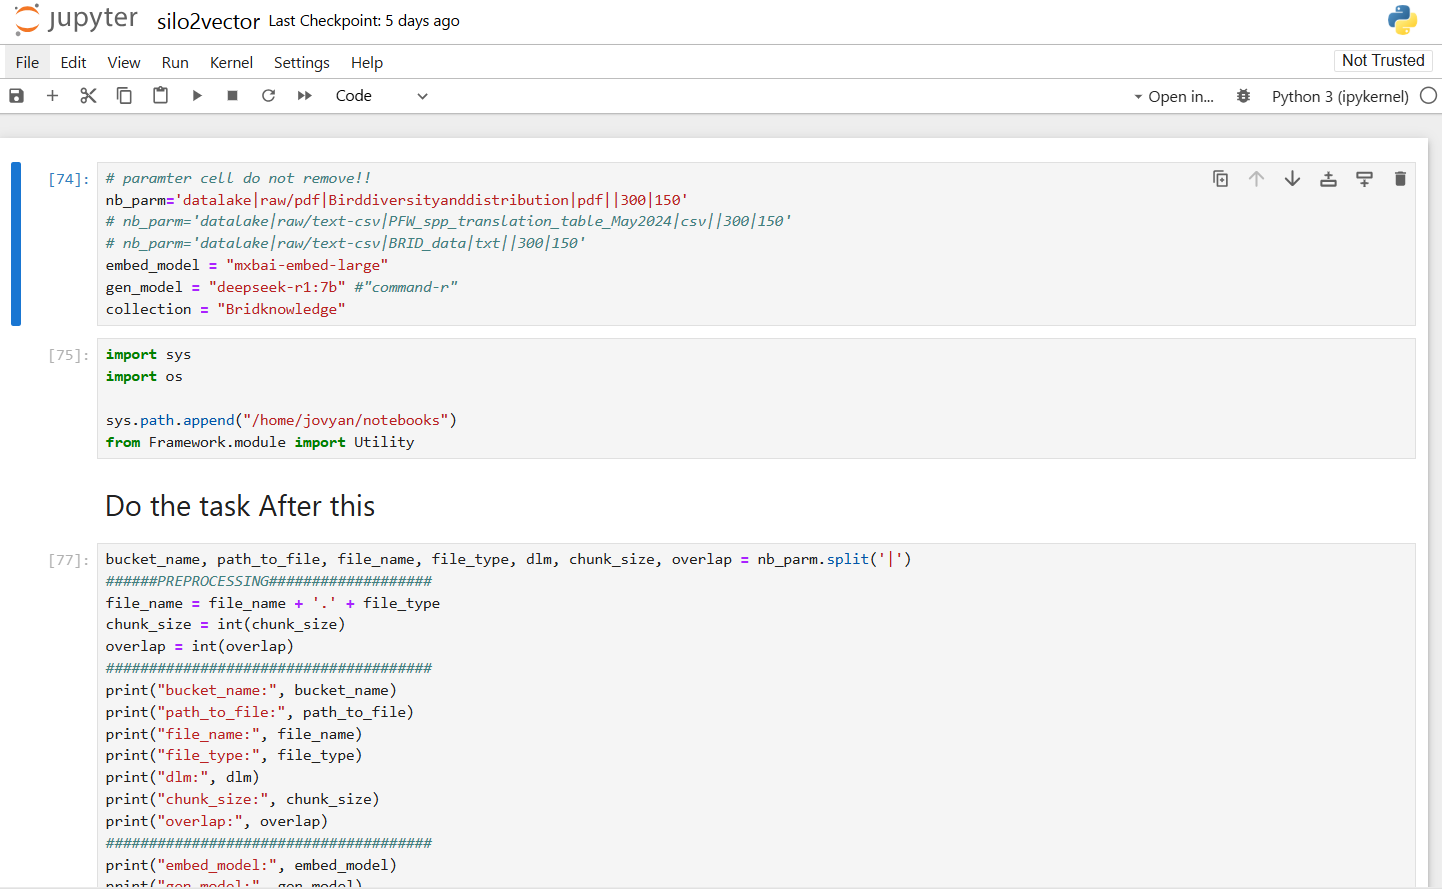 jupyter silo2vector Last Checkpoint: 5 days ago
File Edit View Run Kernel Settings Help Not Trusted
Code Open in... Python 3 (ipykernel)
[74]: # paramter cell do not remove!!
nb_parm='datalake|raw/pdf|Birddiversityanddistribution|pdf||300|150'
# nb_parm='datalake|raw/text-csv|PFW_spp_translation_table_May2024|csv||300|150'
# nb_parm='datalake|raw/text-csv|BRID_data|txt||300|150'
embed_model = "mxbai-embed-large"
gen_model = "deepseek-r1:7b" #"command-r"
collection = "Bridknowledge"
[75]: import sys
import os
sys.path.append("/home/jovyan/notebooks")
from Framework.module import Utility
Do the task After this
[77]: bucket_name, path_to_file, file_name, file_type, dlm, chunk_size, overlap = nb_parm.split('|')
######PREPROCESSING###################
file_name = file_name + '.' + file_type
chunk_size = int(chunk_size)
overlap = int(overlap)
######################################
print("bucket_name:", bucket_name)
print("path_to_file:", path_to_file)
print("file_name:", file_name)
print("file_type:", file_type)
print("dlm:", dlm)
print("chunk_size:", chunk_size)
print("overlap:", overlap)
######################################
print("embed_model:", embed_model)
print("gen_model:", gen_model)